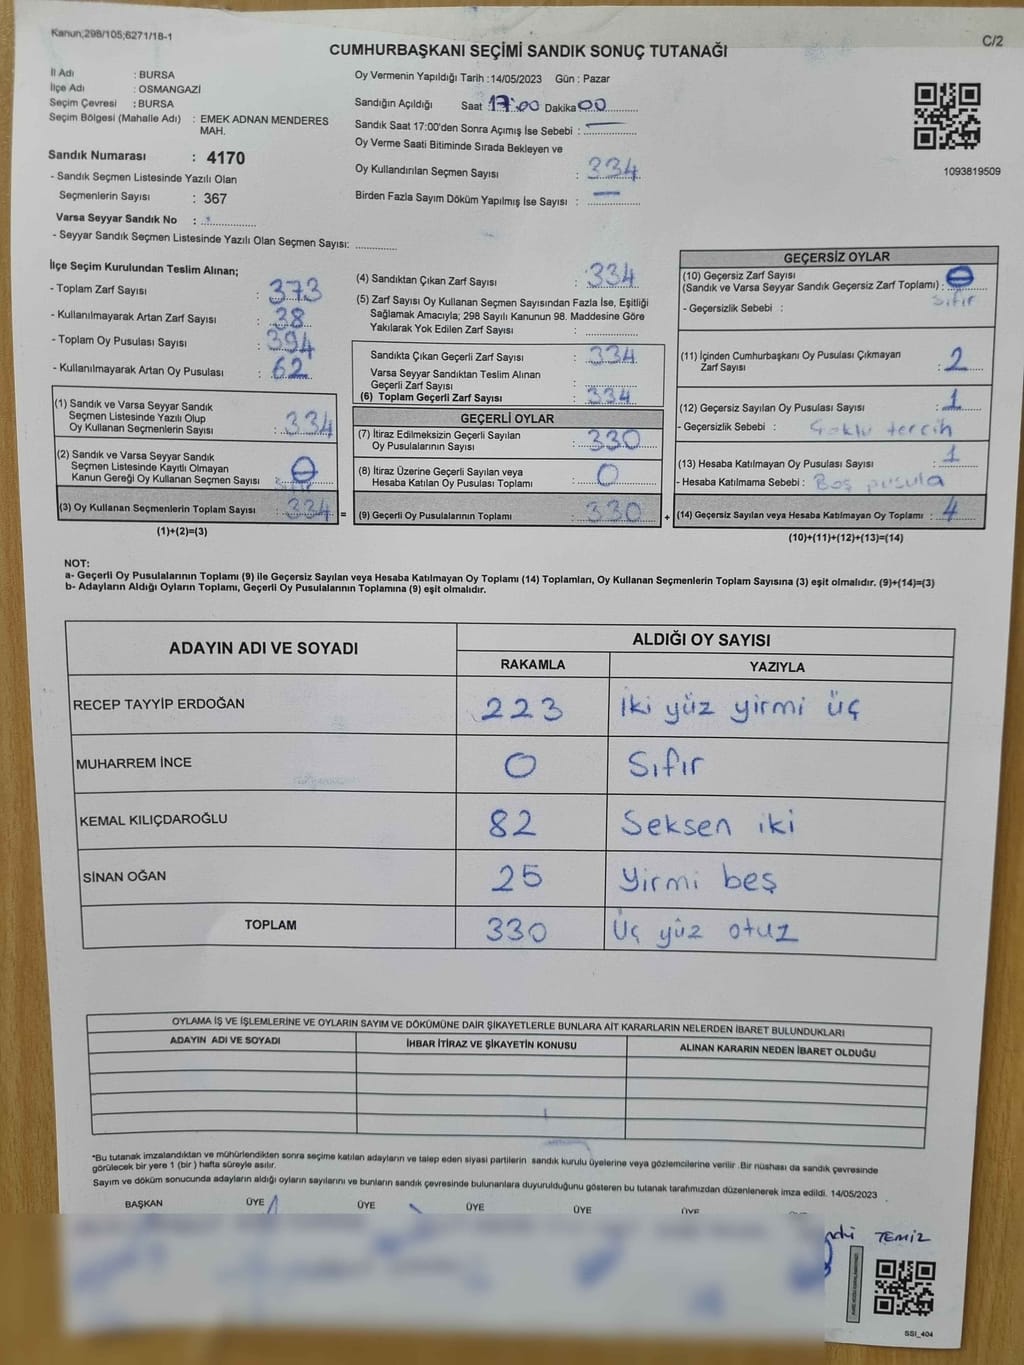 Kanun;298/105;6271/18-1
C/2
CUMHURBAŞKANI SEÇİMİ SANDIK SONUÇ TUTANAĞI
İl Adı : BURSA
İlçe Adı : OSMANGAZİ
Seçim Çevresi : BURSA
Seçim Bölgesi (Mahalle Adı) : EMEK ADNAN MENDERES
MAH.
Sandık Numarası : 4170
- Sandık Seçmen Listesinde Yazılı Olan
Seçmenlerin Sayısı : 367
Varsa Seyyar Sandık No :
- Seyyar Sandık Seçmen Listesinde Yazılı Olan Seçmen Sayısı:
Oy Vermenin Yapıldığı Tarih :14/05/2023 Gün : Pazar
Sandığın Açıldığı Saat 17:00 Dakika 00
Sandık Saat 17:00'den Sonra Açımış İse Sebebi :
Oy Verme Saati Bitiminde Sırada Bekleyen ve
Oy Kullandırılan Seçmen Sayısı : 334
Birden Fazla Sayım Döküm Yapılmış İse Sayısı :
1093819509
İlçe Seçim Kurulundan Teslim Alınan;
- Toplam Zarf Sayısı : 373
- Kullanılmayarak Artan Zarf Sayısı : 38
- Toplam Oy Pusulası Sayısı : 394
- Kullanılmayarak Artan Oy Pusulası : 62
(1) Sandık ve Varsa Seyyar Sandık
Seçmen Listesinde Yazılı Olup
Oy Kullanan Seçmenlerin Sayısı : 334
(2) Sandık ve Varsa Seyyar Sandık
Seçmen Listesinde Kayıtlı Olmayan
Kanun Gereği Oy Kullanan Seçmen Sayısı : 0
(3) Oy Kullanan Seçmenlerin Toplam Sayısı : 334
(1)+(2)=(3)
(4) Sandıktan Çıkan Zarf Sayısı : 334
(5) Zarf Sayısı Oy Kullanan Seçmen Sayısından Fazla İse, Eşitliği
Sağlamak Amacıyla; 298 Sayılı Kanunun 98. Maddesine Göre
Yakılarak Yok Edilen Zarf Sayısı :
Sandıkta Çıkan Geçerli Zarf Sayısı : 334
Varsa Seyyar Sandıktan Teslim Alınan
Geçerli Zarf Sayısı :
(6) Toplam Geçerli Zarf Sayısı : 334
GEÇERLİ OYLAR
(7) İtiraz Edilmeksizin Geçerli Sayılan
Oy Pusulalarının Sayısı : 330
(8) İtiraz Üzerine Geçerli Sayılan veya
Hesaba Katılan Oy Pusulası Toplamı : 0
= (9) Geçerli Oy Pusulalarının Toplamı : 330 +
GEÇERSİZ OYLAR
(10) Geçersiz Zarf Sayısı
(Sandık ve Varsa Seyyar Sandık Geçersiz Zarf Toplamı) : 0
sıfır
- Geçersizlik Sebebi :
(11) İçinden Cumhurbaşkanı Oy Pusulası Çıkmayan
Zarf Sayısı : 2
(12) Geçersiz Sayılan Oy Pusulası Sayısı : 1
- Geçersizlik Sebebi : Çoklu tercih
(13) Hesaba Katılmayan Oy Pusulası Sayısı : 1
- Hesaba Katılmama Sebebi : Boş pusula
(14) Geçersiz Sayılan veya Hesaba Katılmayan Oy Toplamı : 4
(10)+(11)+(12)+(13)=(14)
NOT:
a- Geçerli Oy Pusulalarının Toplamı (9) ile Geçersiz Sayılan veya Hesaba Katılmayan Oy Toplamı (14) Toplamları, Oy Kullanan Seçmenlerin Toplam Sayısına (3) eşit olmalıdır. (9)+(14)=(3)
b- Adayların Aldığı Oyların Toplamı, Geçerli Oy Pusulalarının Toplamına (9) eşit olmalıdır.
ADAYIN ADI VE SOYADI
ALDIĞI OY SAYISI
RAKAMLA YAZIYLA
RECEP TAYYİP ERDOĞAN 223 iki yüz yirmi üç
MUHARREM İNCE 0 Sıfır
KEMAL KILIÇDAROĞLU 82 Seksen iki
SİNAN OĞAN 25 Yirmi beş
TOPLAM 330 Üç yüz otuz
OYLAMA İŞ VE İŞLEMLERİNE VE OYLARIN SAYIM VE DÖKÜMÜNE DAİR ŞİKAYETLERLE BUNLARA AİT KARARLARIN NELERDEN İBARET BULUNDUKLARI
ADAYIN ADI VE SOYADI İHBAR İTİRAZ VE ŞİKAYETİN KONUSU ALINAN KARARIN NEDEN İBARET OLDUĞU
*Bu tutanak imzalandıktan ve mühürlendikten sonra seçime katılan adayların ve talep eden siyasi partilerin sandık kurulu üyelerine veya gözlemcilerine verilir .Bir nüshası da sandık çevresinde
görülecek bir yere 1 (bir ) hafta süreyle asılır.
Sayım ve döküm sonucunda adayların aldığı oyların sayılarını ve bunların sandık çevresinde bulunanlara duyurulduğunu gösteren bu tutanak tarafımızdan düzenlenerek imza edildi. 14/05/2023
BAŞKAN ÜYE ÜYE ÜYE ÜYE ÜYE
TEMİZ
SSI_404